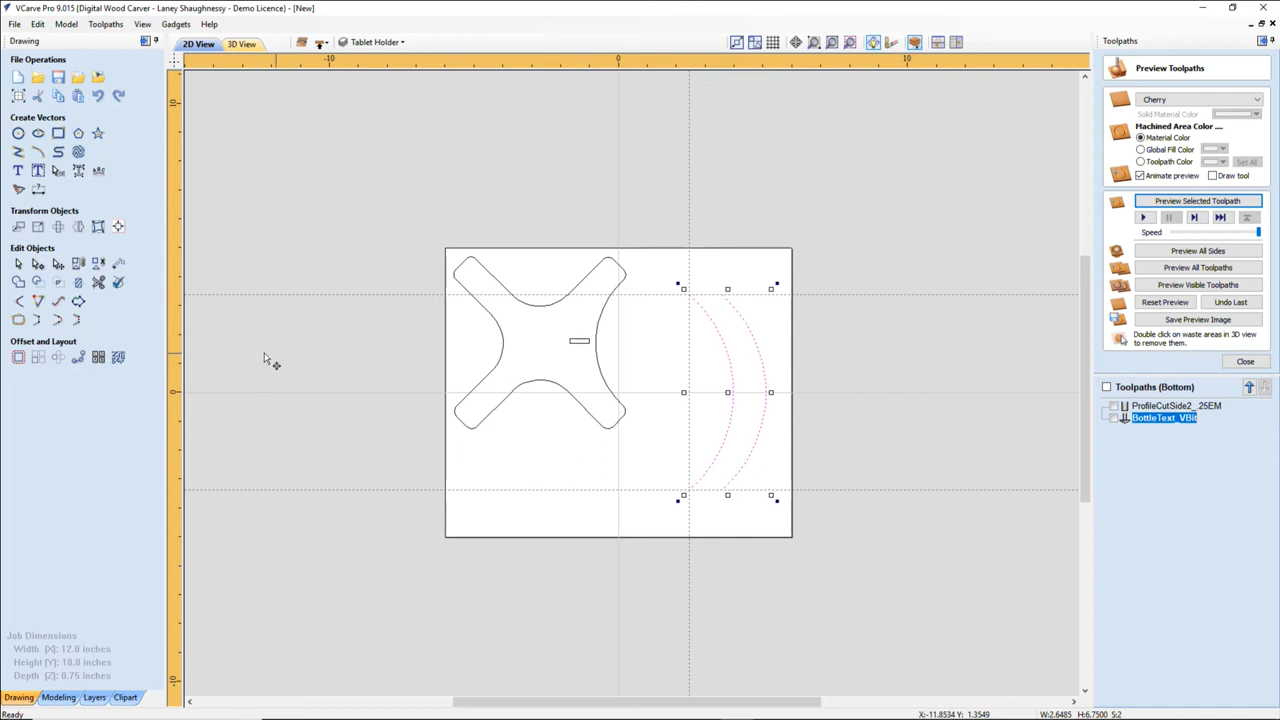 VCarve Pro 9.015 {Digital Wood Carver - Laney Shaughnessy - Demo Licence} - [New]
File Edit Model Toolpaths View Gadgets Help
Drawing
2D View 3D View
Tablet Holder
Toolpaths
File Operations
Create Vectors
Transform Objects
Edit Objects
Offset and Layout
Job Dimensions
Width (X): 12.0 inches
Height (Y): 10.0 inches
Depth (Z): 0.75 inches
Drawing Modeling Layers Clipart
Ready
-10 0 10
10
0
-10
Preview Toolpaths
Cherry
Solid Material Color
Machined Area Color ....
Material Color
Global Fill Color
Toolpath Color Set All
Animate preview Draw tool
Preview Selected Toolpath
Speed
Preview All Sides
Preview All Toolpaths
Preview Visible Toolpaths
Reset Preview Undo Last
Save Preview Image
Double click on waste areas in 3D view
to remove them.
Close
Toolpaths (Bottom)
ProfileCutSide2_.25EM
BottleText_VBit
X:-11.8534 Y: 1.3549 W:2.6485 H:6.7500 S:2